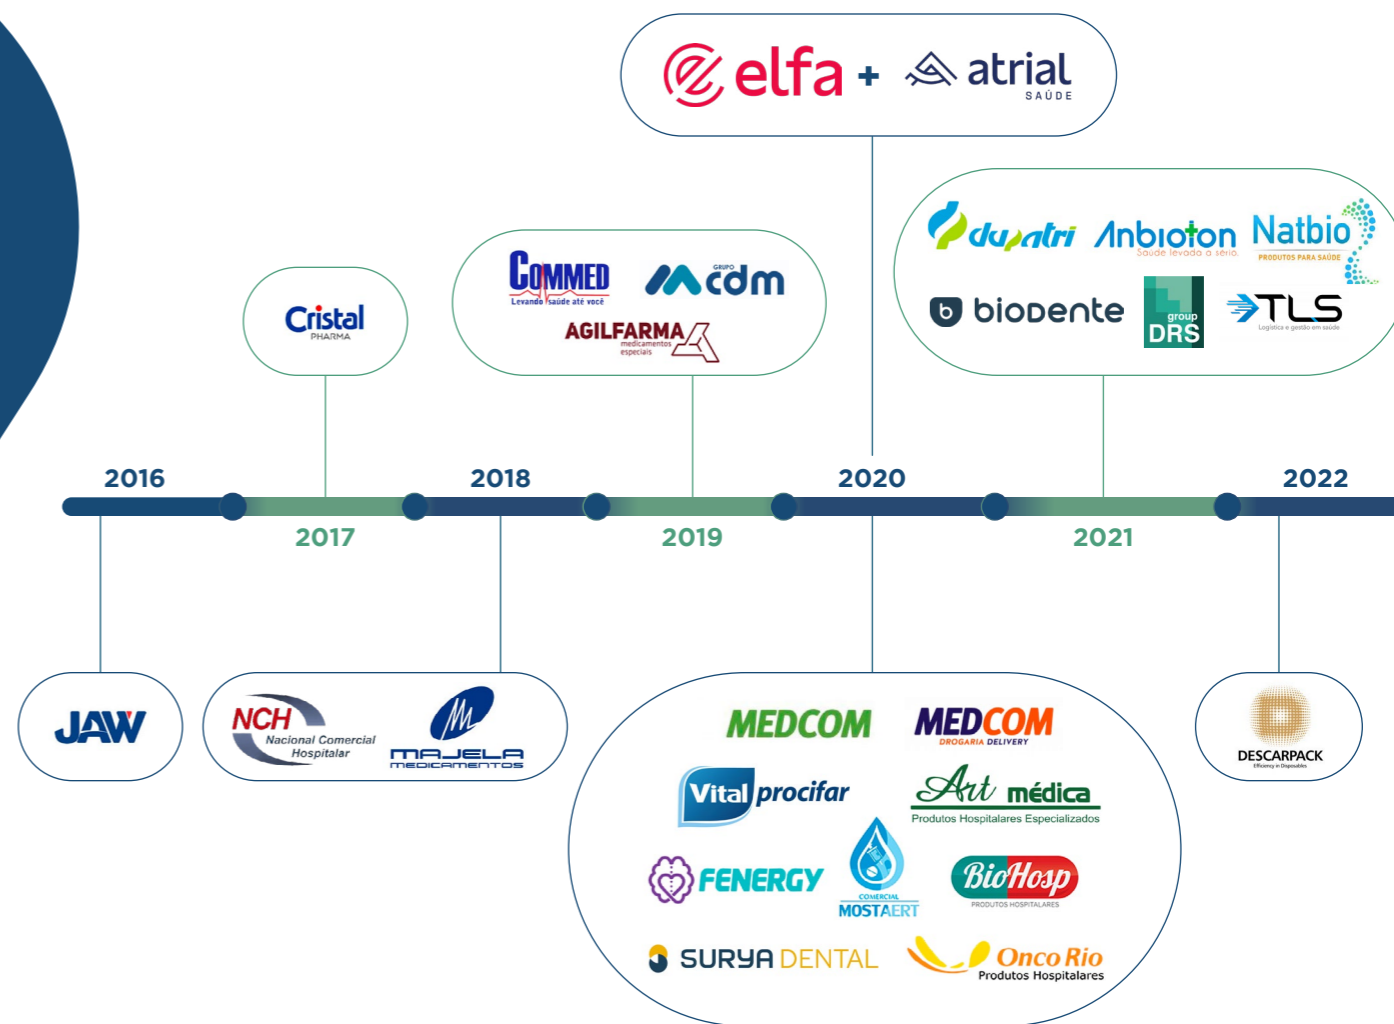 elfa + atrial
SAÚDE
dupatri
Anbioton
Saúde levada a sério.
Natbio
PRODUTOS PARA SAÚDE
biodente
group
DRS
TLS
Logística e gestão em saúde
COMMED
Levando saúde até você
GRUPO
cdm
AGILFARMA
medicamentos
especiais
Cristal
PHARMA
2016
2018
2020
2022
2017
2019
2021
JAW
NCH
Nacional Comercial
Hospitalar
MAJELA
MEDICAMENTOS
MEDCOM
MEDCOM
DROGARIA DELIVERY
Vital procifar
Art médica
Produtos Hospitalares Especializados
FENERGY
COMERCIAL
MOSTAERT
BioHosp
PRODUTOS HOSPITALARES
SURYA DENTAL
Onco Rio
Produtos Hospitalares
DESCARPACK
Efficiency in Disposables